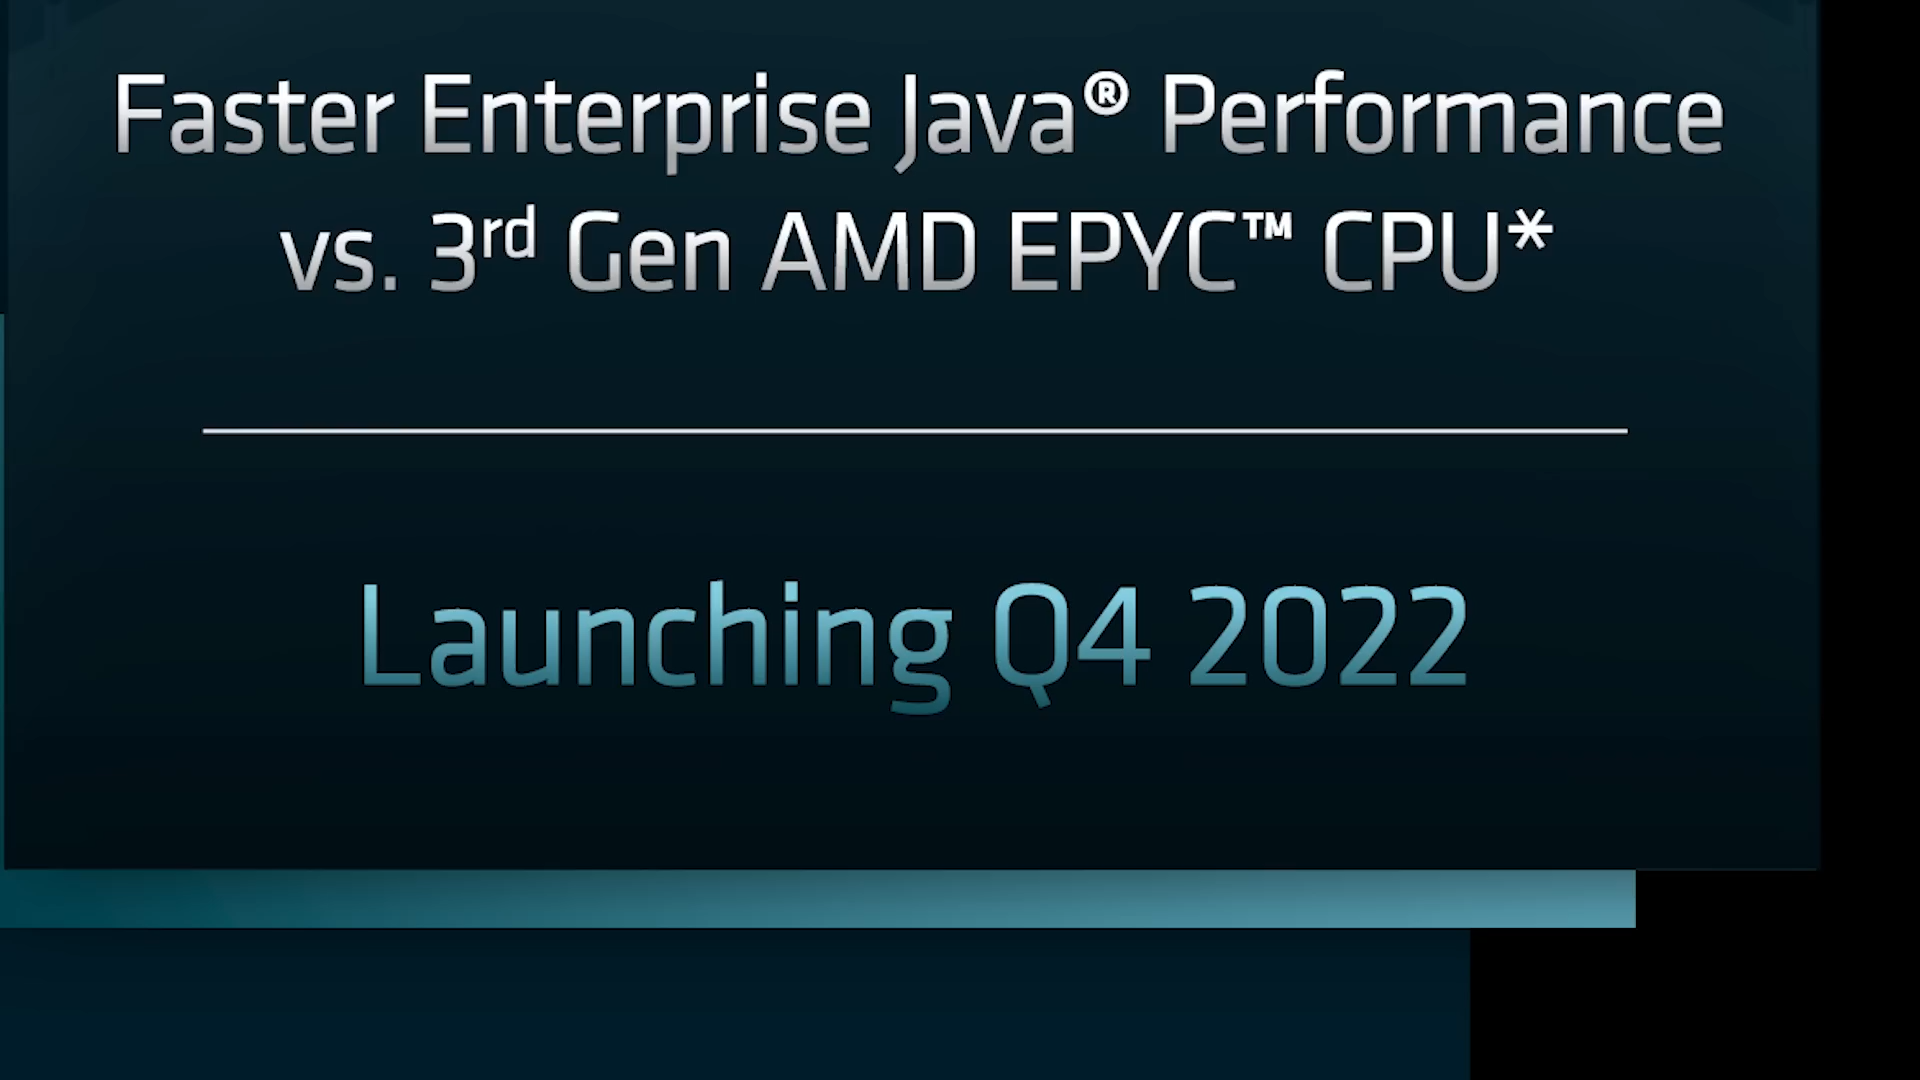 Faster Enterprise Java® Performance
vs. 3rd Gen AMD EPYC™ CPU*
Launching Q4 2022